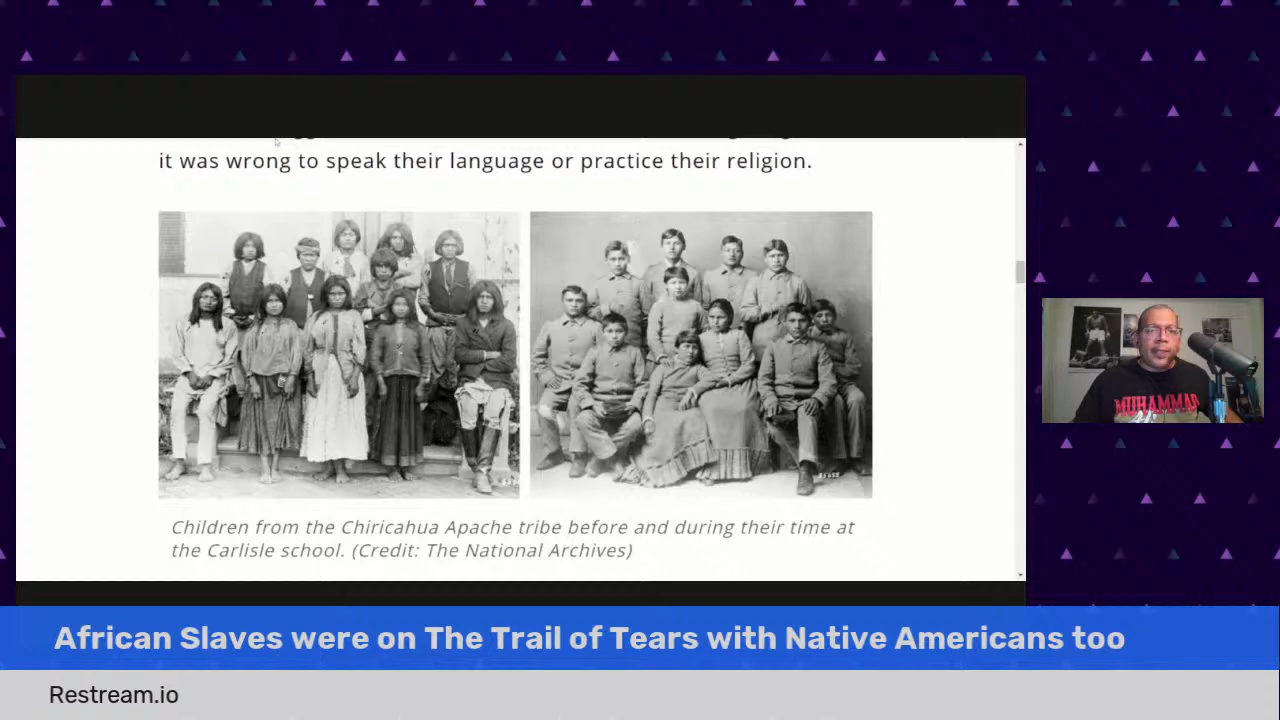 it was wrong to speak their language or practice their religion.
Children from the Chiricahua Apache tribe before and during their time at
the Carlisle school. (Credit: The National Archives)
MUHAMMAD
African Slaves were on The Trail of Tears with Native Americans too
Restream.io